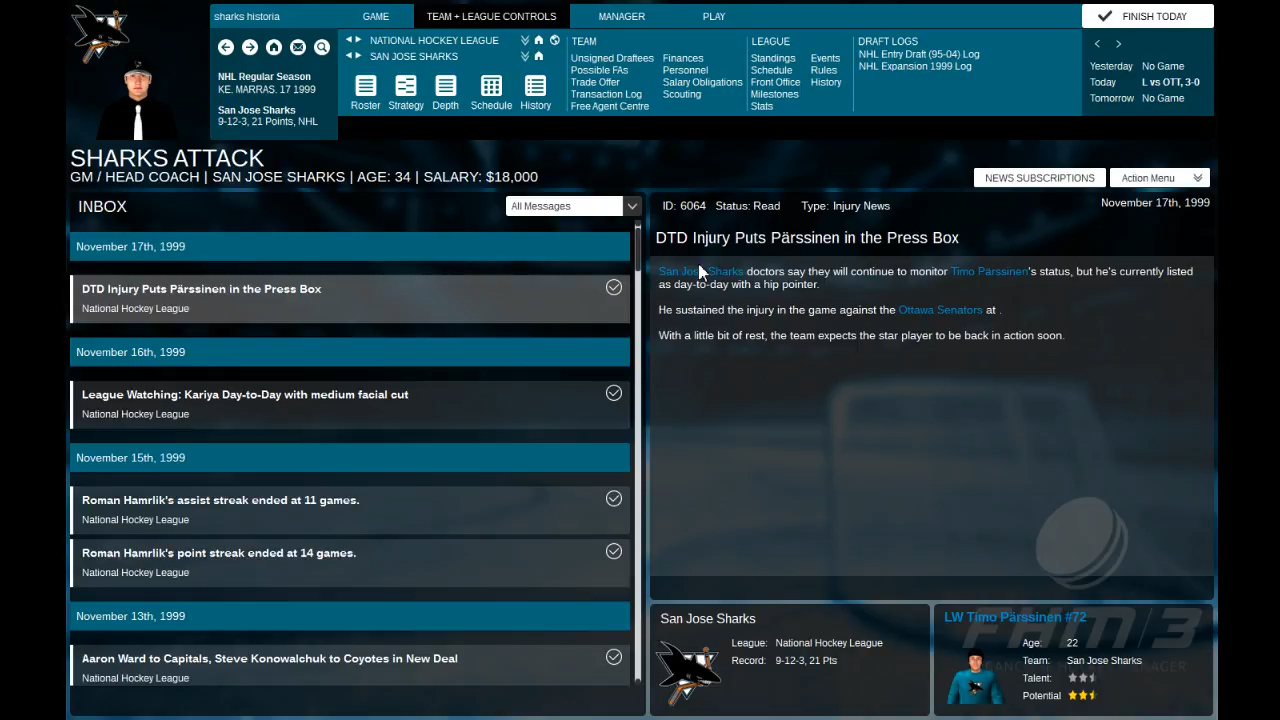 sharks historia
GAME
TEAM + LEAGUE CONTROLS
MANAGER
PLAY
FINISH TODAY
NHL Regular Season
KE. MARRAS. 17 1999
San Jose Sharks
9-12-3, 21 Points, NHL
NATIONAL HOCKEY LEAGUE
SAN JOSE SHARKS
Roster
Strategy
Depth
Schedule
History
TEAM
Unsigned Draftees Finances
Possible FAs Personnel
Trade Offer Salary Obligations
Transaction Log Scouting
Free Agent Centre
LEAGUE
Standings Events
Schedule Rules
Front Office History
Milestones
Stats
DRAFT LOGS
NHL Entry Draft (95-04) Log
NHL Expansion 1999 Log
Yesterday No Game
Today L vs OTT, 3-0
Tomorrow No Game
SHARKS ATTACK
GM / HEAD COACH | SAN JOSE SHARKS | AGE: 34 | SALARY: $18,000
NEWS SUBSCRIPTIONS
Action Menu
INBOX
All Messages
November 17th, 1999
DTD Injury Puts Pärssinen in the Press Box
National Hockey League
November 16th, 1999
League Watching: Kariya Day-to-Day with medium facial cut
National Hockey League
November 15th, 1999
Roman Hamrlik's assist streak ended at 11 games.
National Hockey League
Roman Hamrlik's point streak ended at 14 games.
National Hockey League
November 13th, 1999
Aaron Ward to Capitals, Steve Konowalchuk to Coyotes in New Deal
National Hockey League
ID: 6064 Status: Read Type: Injury News
November 17th, 1999
DTD Injury Puts Pärssinen in the Press Box
San Jose Sharks doctors say they will continue to monitor Timo Pärssinen's status, but he's currently listed
as day-to-day with a hip pointer.
He sustained the injury in the game against the Ottawa Senators at .
With a little bit of rest, the team expects the star player to be back in action soon.
San Jose Sharks
League: National Hockey League
Record: 9-12-3, 21 Pts
LW Timo Pärssinen #72
Age: 22
Team: San Jose Sharks
Talent:
Potential
FHM/3